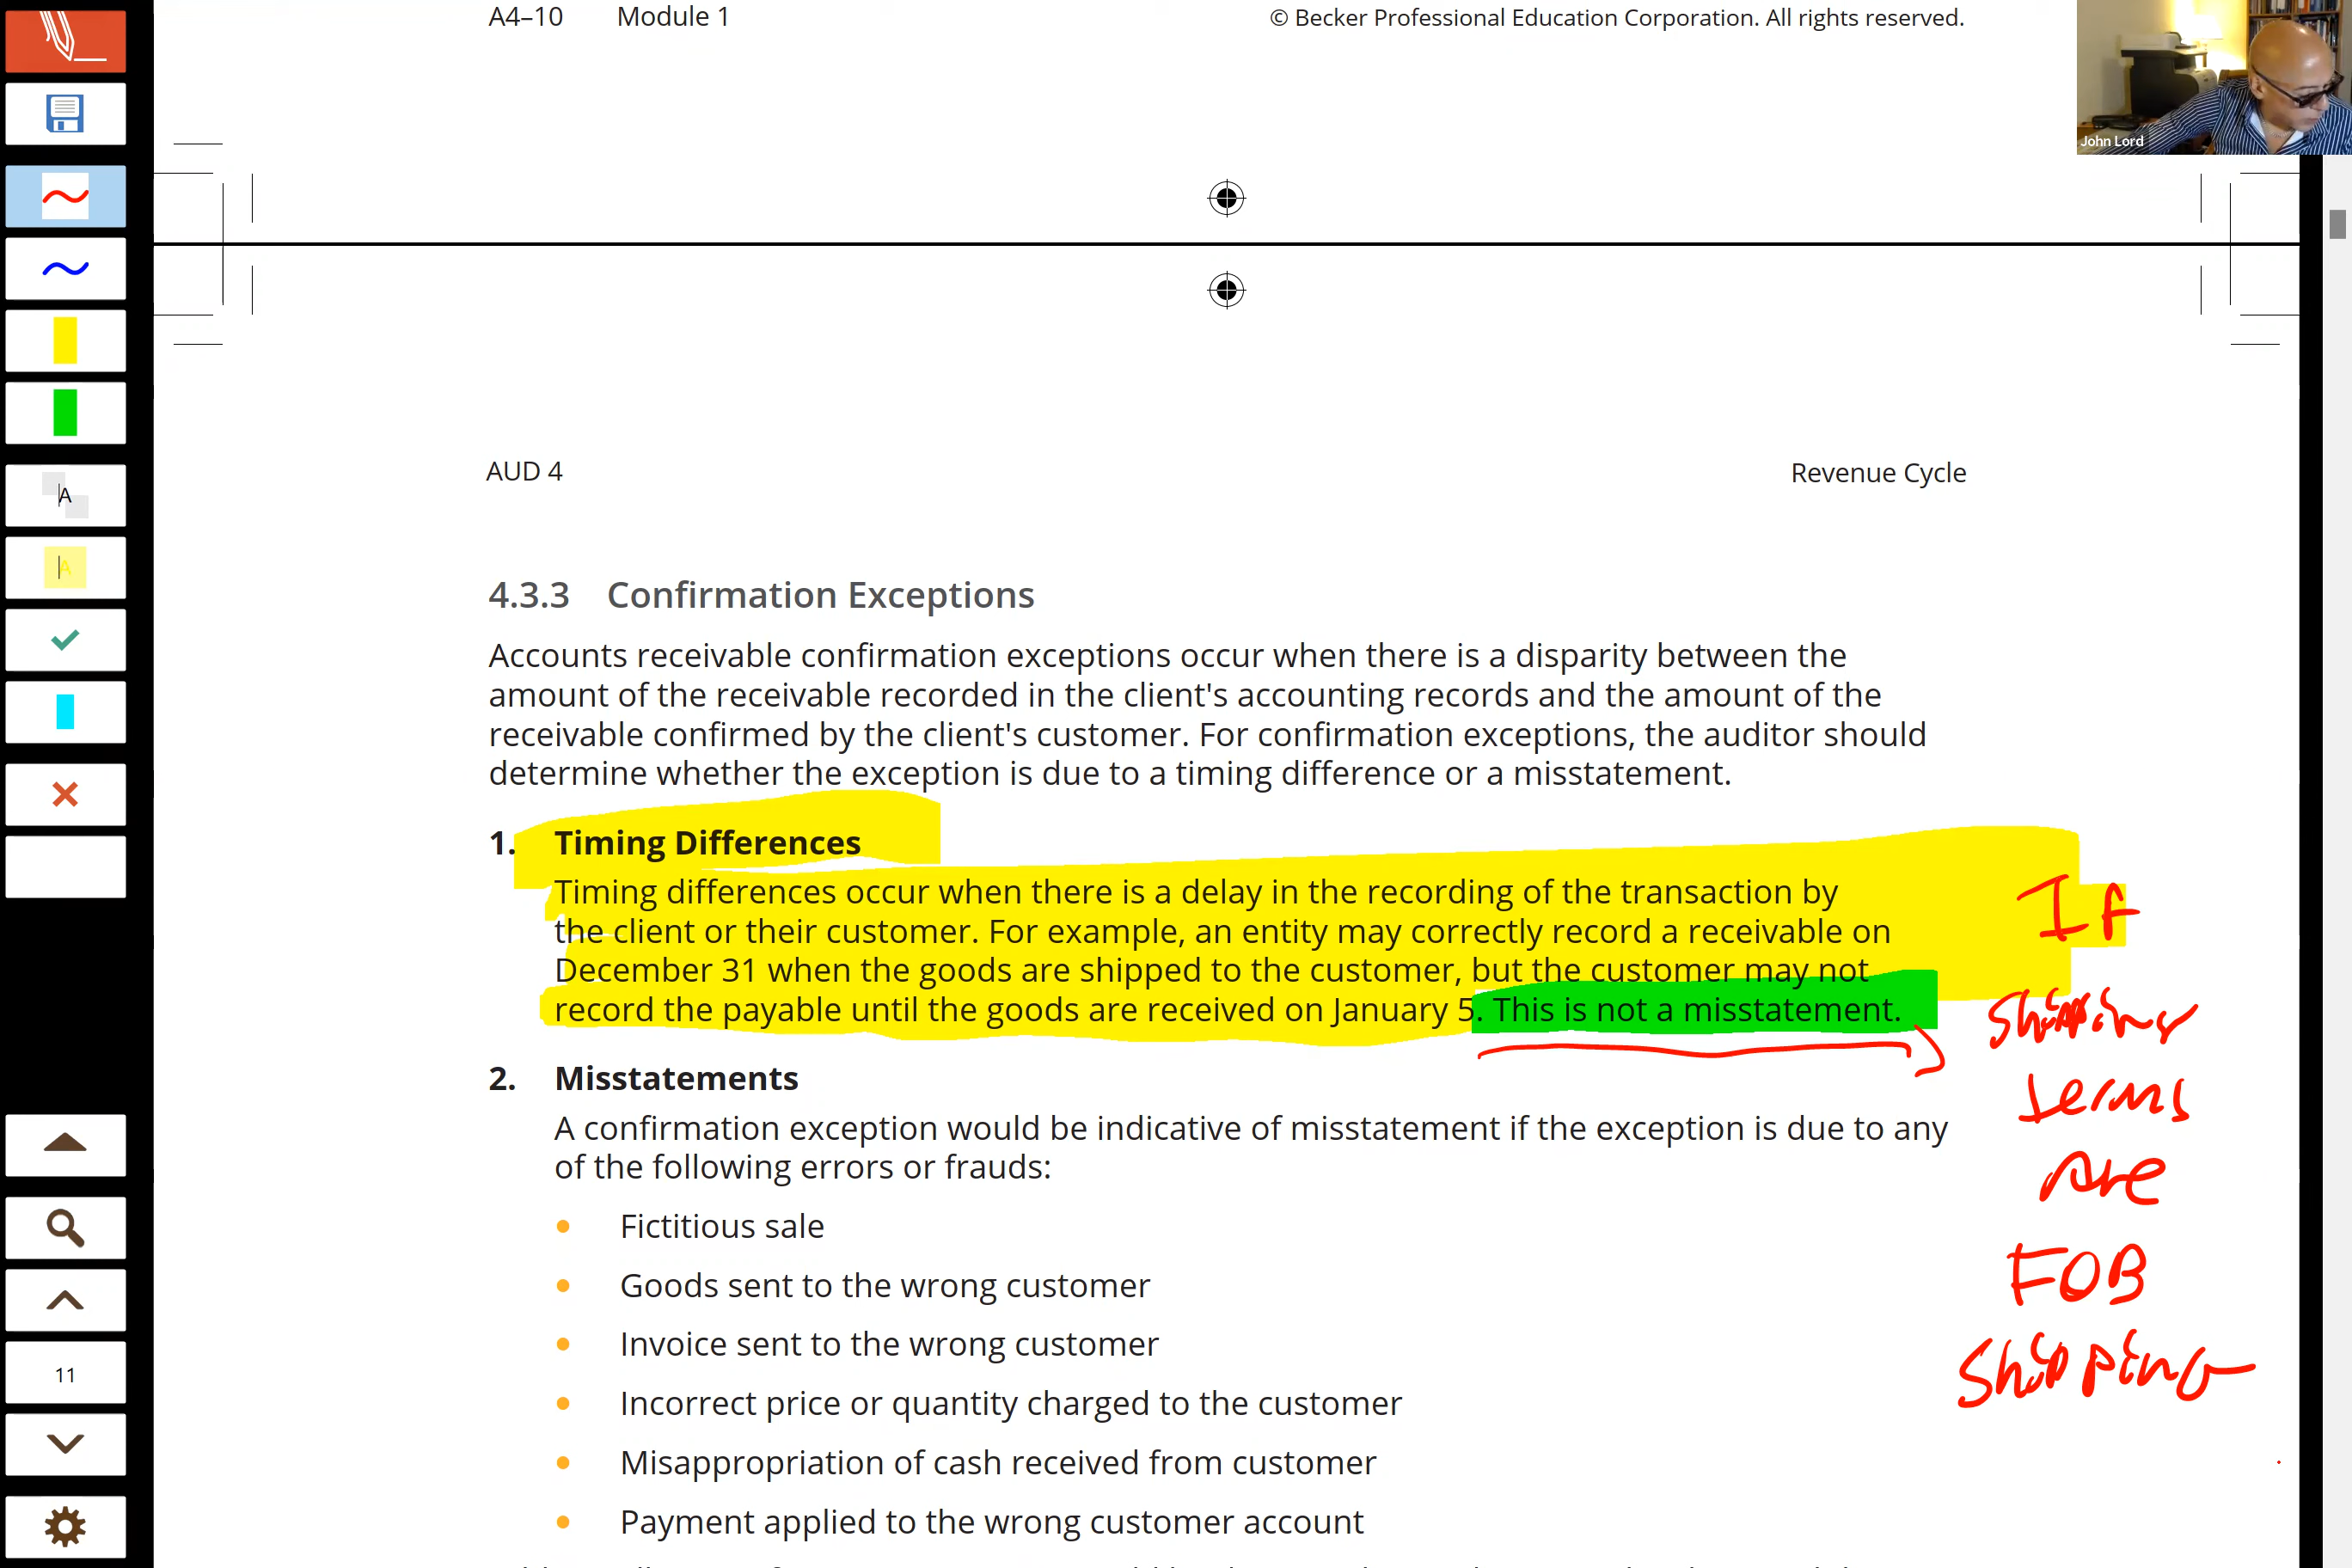 A4–10 Module 1 © Becker Professional Education Corporation. All rights reserved.
John Lord
AUD 4 Revenue Cycle
4.3.3 Confirmation Exceptions
Accounts receivable confirmation exceptions occur when there is a disparity between the
amount of the receivable recorded in the client's accounting records and the amount of the
receivable confirmed by the client's customer. For confirmation exceptions, the auditor should
determine whether the exception is due to a timing difference or a misstatement.
1. Timing Differences
Timing differences occur when there is a delay in the recording of the transaction by
the client or their customer. For example, an entity may correctly record a receivable on
December 31 when the goods are shipped to the customer, but the customer may not
record the payable until the goods are received on January 5. This is not a misstatement.
If
Shipping
terms
are
FOB
Shipping
2. Misstatements
A confirmation exception would be indicative of misstatement if the exception is due to any
of the following errors or frauds:
• Fictitious sale
• Goods sent to the wrong customer
• Invoice sent to the wrong customer
• Incorrect price or quantity charged to the customer
• Misappropriation of cash received from customer
• Payment applied to the wrong customer account
A
A
11